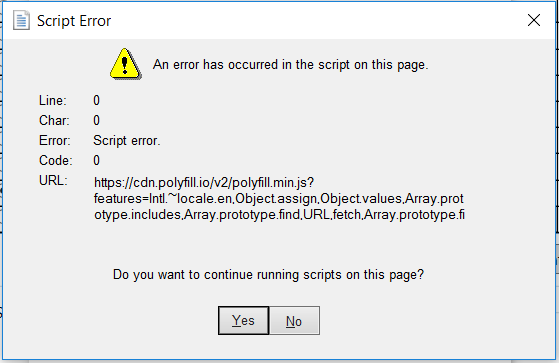 Script Error
An error has occurred in the script on this page.
Line: 0
Char: 0
Error: Script error.
Code: 0
URL: https://cdn.polyfill.io/v2/polyfill.min.js?
features=Intl.~locale.en,Object.assign,Object.values,Array.prot
otype.includes,Array.prototype.find,URL,fetch,Array.prototype.fi
Do you want to continue running scripts on this page?
Yes No